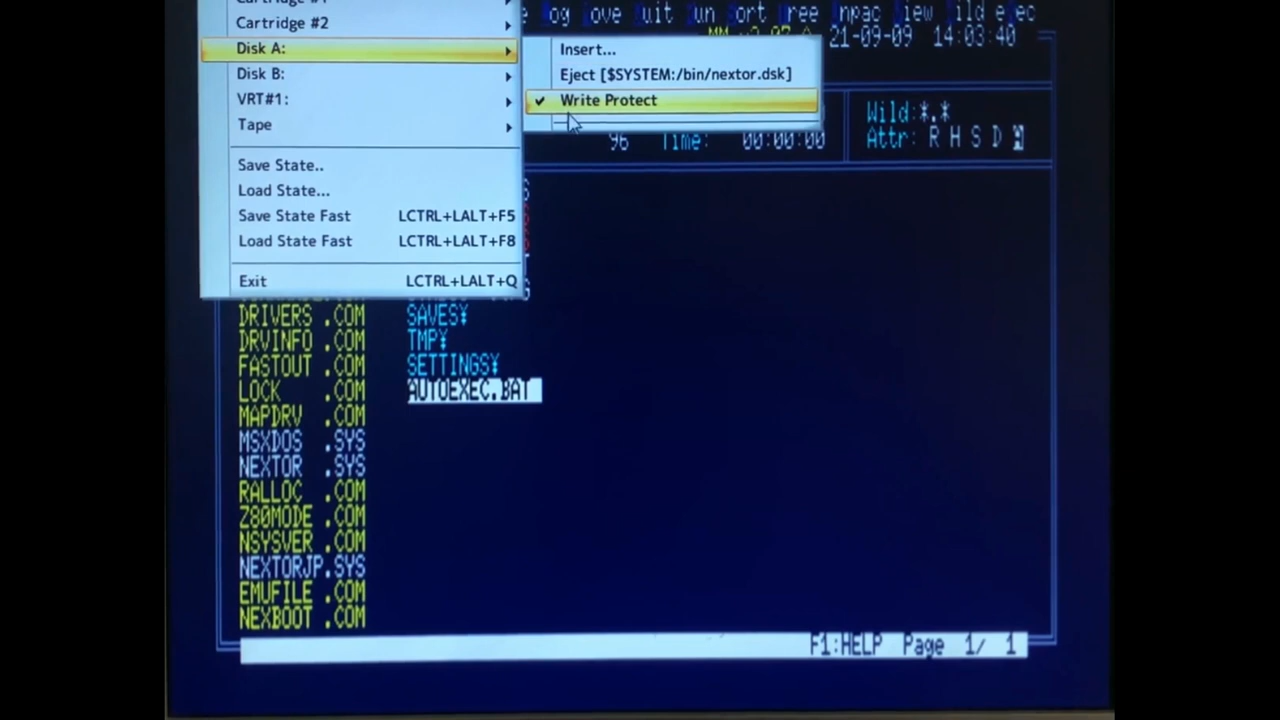 Cartridge #2
Disk A:
Disk B:
VRT#1:
Tape
Save State..
Load State...
Save State Fast LCTRL+LALT+F5
Load State Fast LCTRL+LALT+F8
Exit LCTRL+LALT+Q
Insert...
Eject [$SYSTEM:/bin/nextor.dsk]
Write Protect
21-09-09 14:03:40
96 Time: 00:00:00
Wild:*.*
Attr: R H S D
DRIVERS .COM
DRVINFO .COM
FASTOUT .COM
LOCK .COM
MAPDRV .COM
MSXDOS .SYS
NEXTOR .SYS
RALLOC .COM
Z80MODE .COM
NSYSVER .COM
NEXTORJP.SYS
EMUFILE .COM
NEXBOOT .COM
SAVES¥
TMP¥
SETTINGS¥
AUTOEXEC.BAT
F1:HELP Page 1/ 1